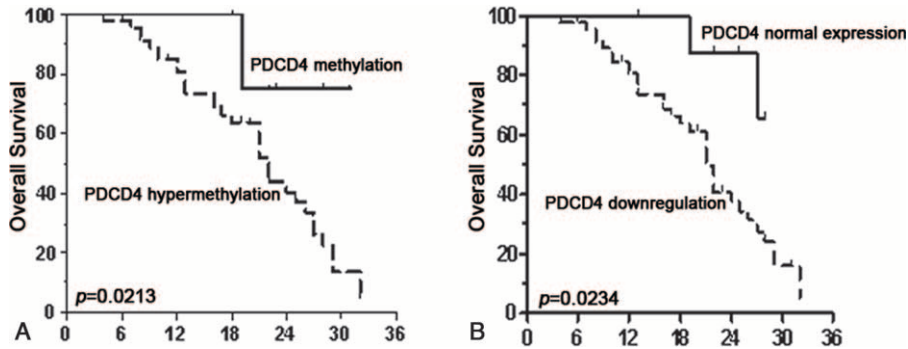 100
80
60
40
20
0
Overall Survival
PDCD4 methylation
PDCD4 hypermethylation
p=0.0213
A
0 6 12 18 24 30 36
100
80
60
40
20
0
Overall Survival
PDCD4 normal expression
PDCD4 downregulation
p=0.0234
B
0 6 12 18 24 30 36